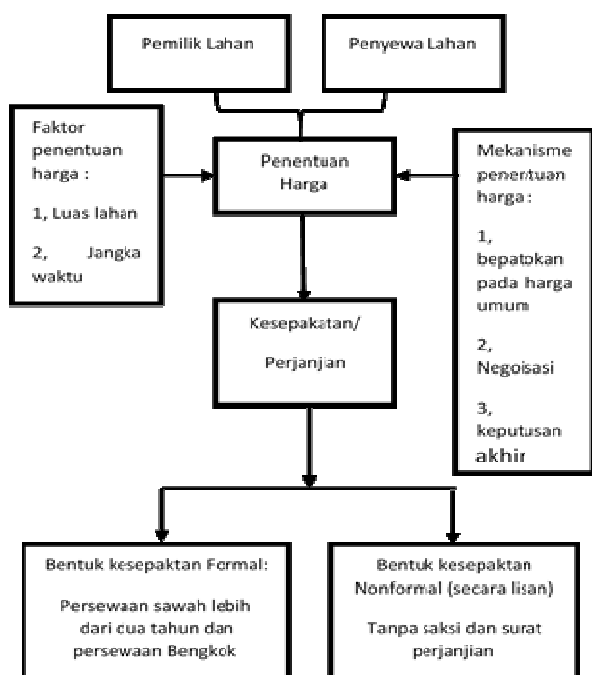 Pemilik Lahan
Penyewa Lahan
Faktor
penentuan
harga :
1, Luas lahan
2, Jangka
waktu
Penentuan
Harga
Mekanisme
penentuan
harga :
1,
bepatokan
pada harga
umum
2,
Negoisasi
3,
keputusan
akhir
Kesepakatan/
Perjanjian
Bentuk kesepaktan Formal:
Persewaan sawah lebih
dari dua tahun dan
persewaan Bengkok
Bentuk kesepaktan
Nonformal (secara lisan)
Tanpa saksi dan surat
perjanjian